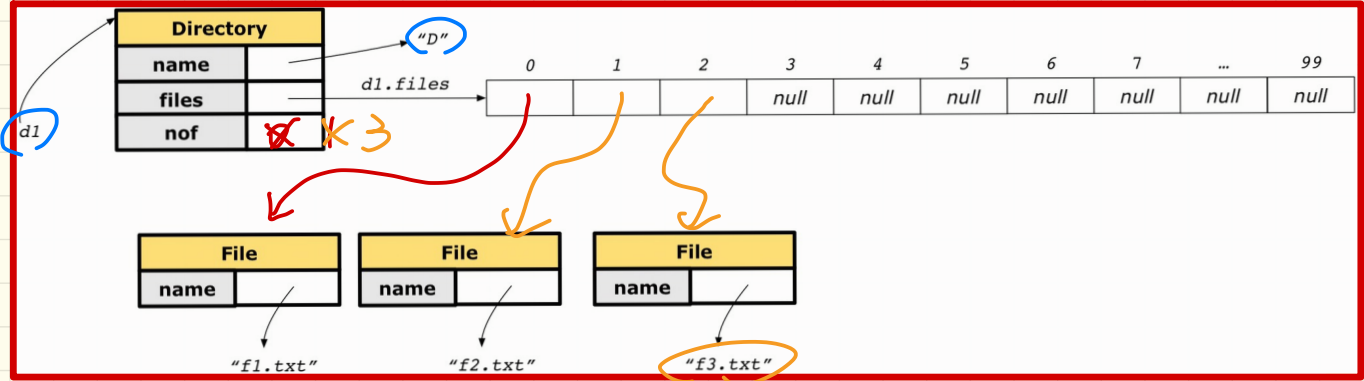 Directory
name "D"
0 1 2 3 4 5 6 7 … 99
files d1.files null null null null null null null
d1 nof 3
File File File
name name name
"f1.txt" "f2.txt" "f3.txt"